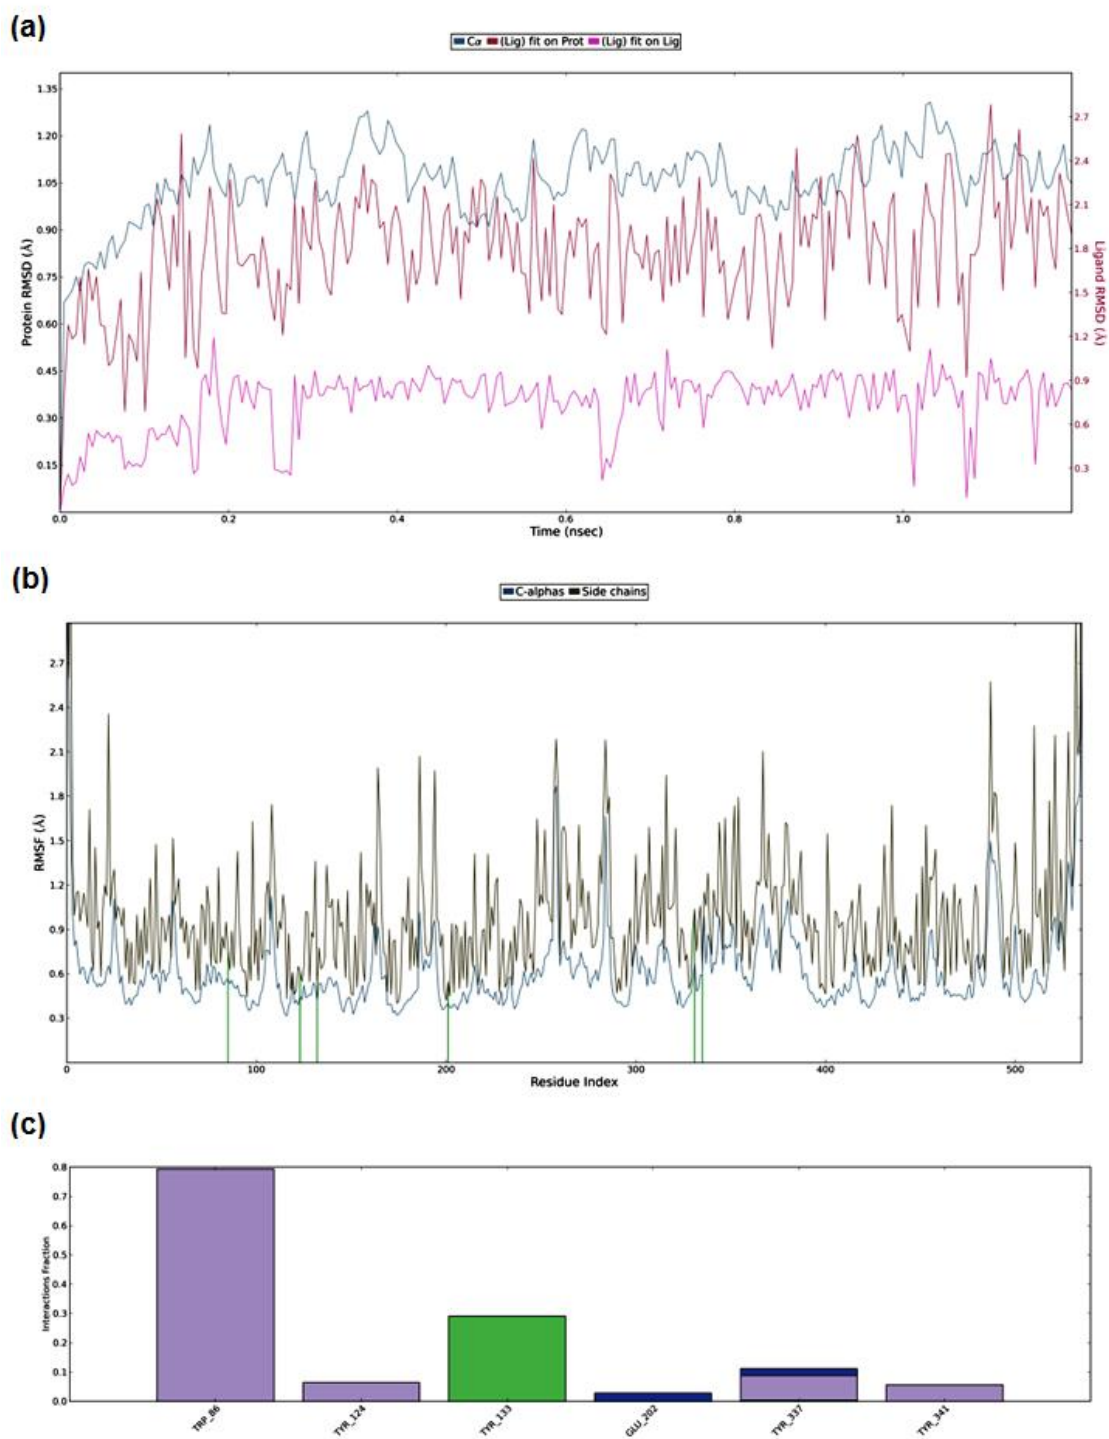 (a)
Cα (Lig) fit on Prot (Lig) fit on Lig
1.35
1.20
1.05
0.90
0.75
0.60
0.45
0.30
0.15
Protein RMSD (Å)
2.7
2.4
2.1
1.8
1.5
1.2
0.9
0.6
0.3
Ligand RMSD (Å)
0.0 0.2 0.4 0.6 0.8 1.0
Time (nsec)
(b)
C-alphas Side chains
2.7
2.4
2.1
1.8
1.5
1.2
0.9
0.6
0.3
RMSF (Å)
0 100 200 300 400 500
Residue Index
(c)
0.8
0.7
0.6
0.5
0.4
0.3
0.2
0.1
0.0
Interactions Fraction
TRP_86 TYR_124 TYR_133 GLU_202 TYR_337 TYR_341